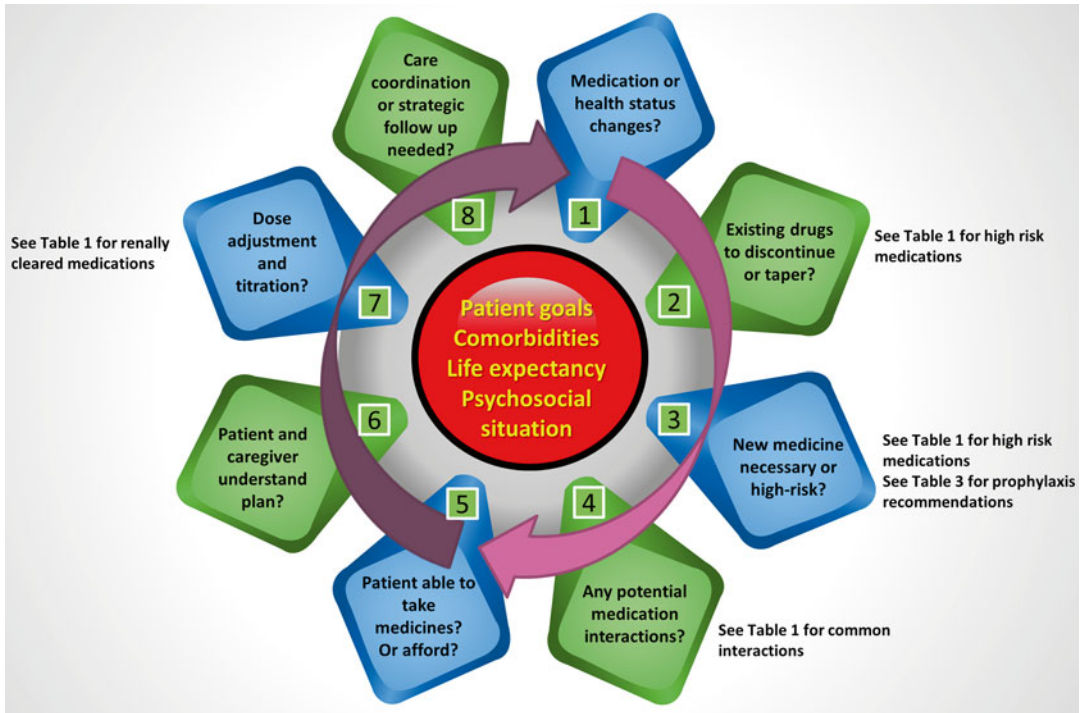 Medication or
health status
changes?
1
Existing drugs
to discontinue
or taper?
2
See Table 1 for high risk
medications
New medicine
necessary or
high-risk?
3
See Table 1 for high risk
medications
See Table 3 for prophylaxis
recommendations
Any potential
medication
interactions?
4
See Table 1 for common
interactions
Patient able to
take
medicines?
Or afford?
5
Patient and
caregiver
understand
plan?
6
Dose
adjustment
and
titration?
7
See Table 1 for renally
cleared medications
Care
coordination
or strategic
follow up
needed?
8
Patient goals
Comorbidities
Life expectancy
Psychosocial
situation